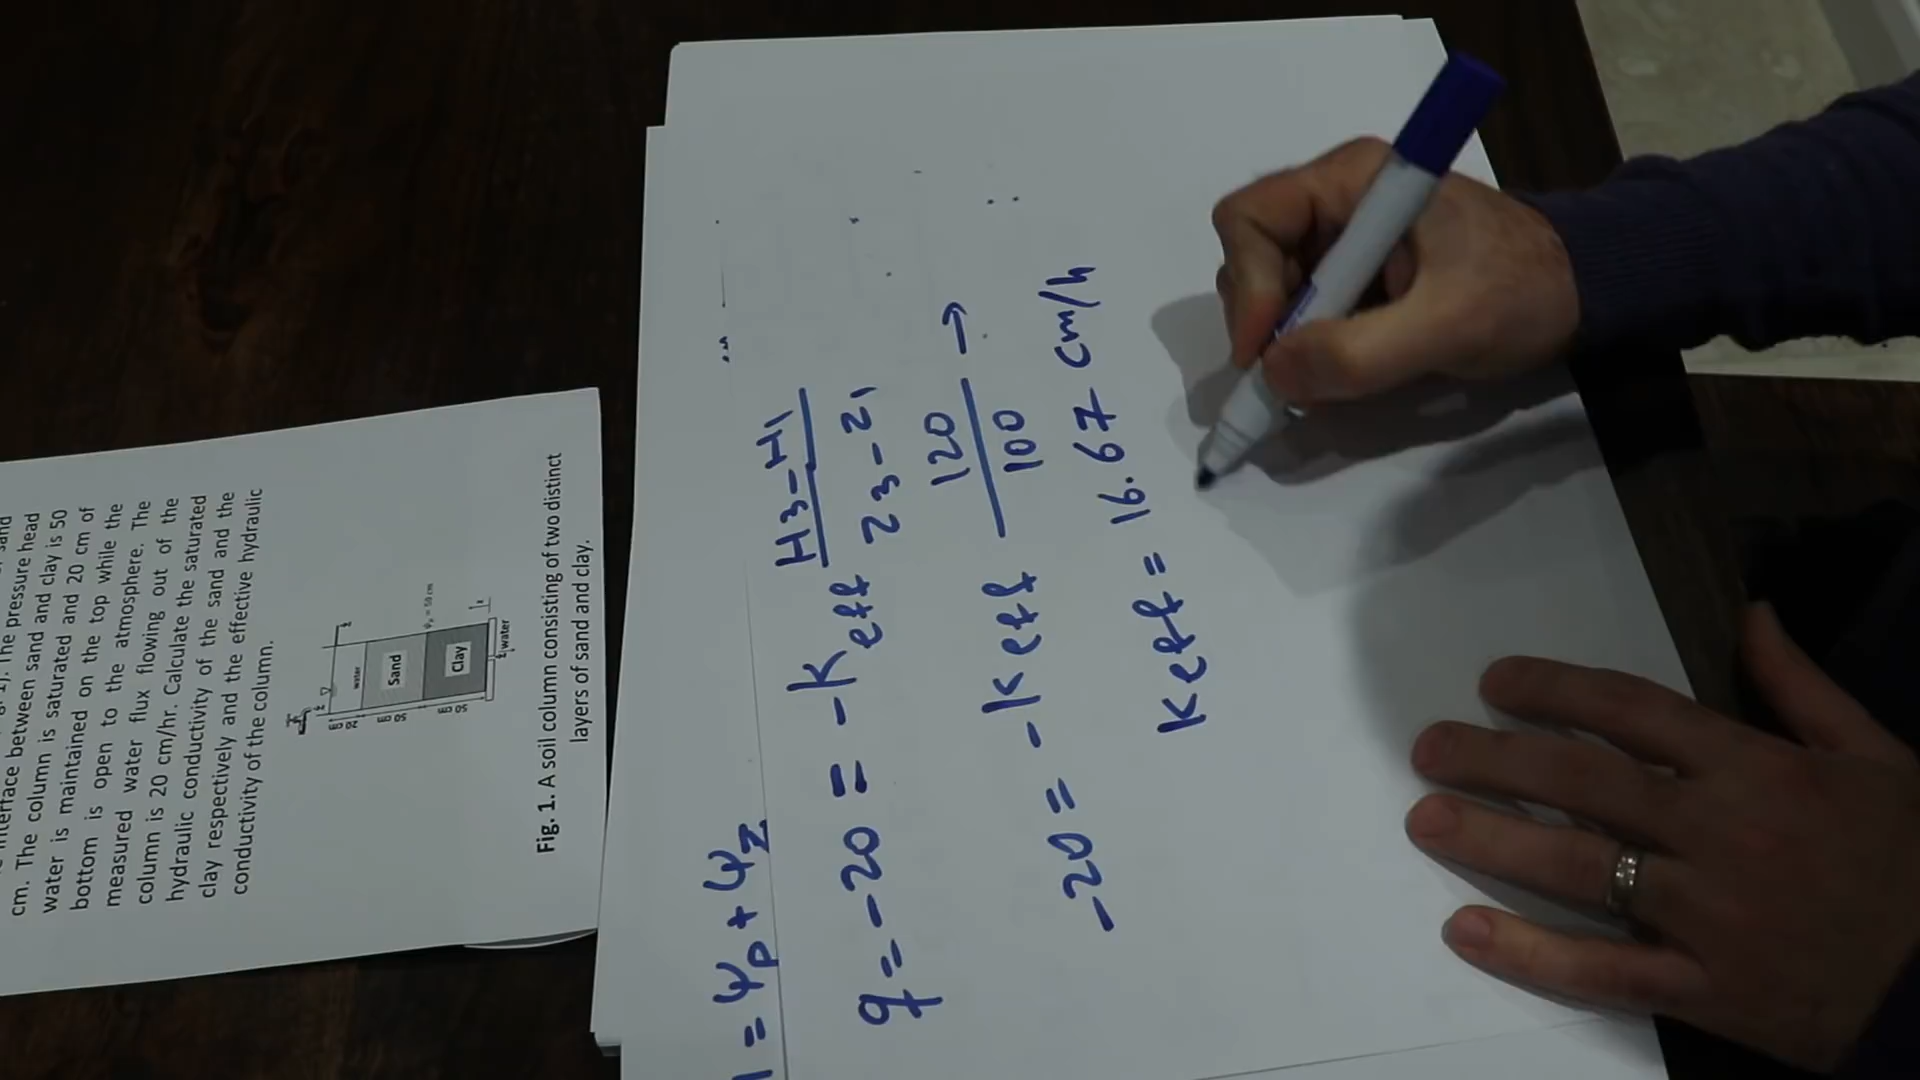 interface between sand and clay is 50
cm. The column is saturated and 20 cm of
water is maintained on the top while the
bottom is open to the atmosphere. The
measured water flux flowing out of the
column is 20 cm/hr. Calculate the saturated
hydraulic conductivity of the sand and the
clay respectively and the effective hydraulic
conductivity of the column.
The pressure head
water
Sand
Clay
water
20 cm
50 cm
50 cm
= 50 cm
Fig. 1. A soil column consisting of two distinct
layers of sand and clay.
= ψp + ψz
q = -20 = -Keff H3-H1 / z3-z1
-20 = -Keff 120/100 →
Keff = 16.67 cm/h